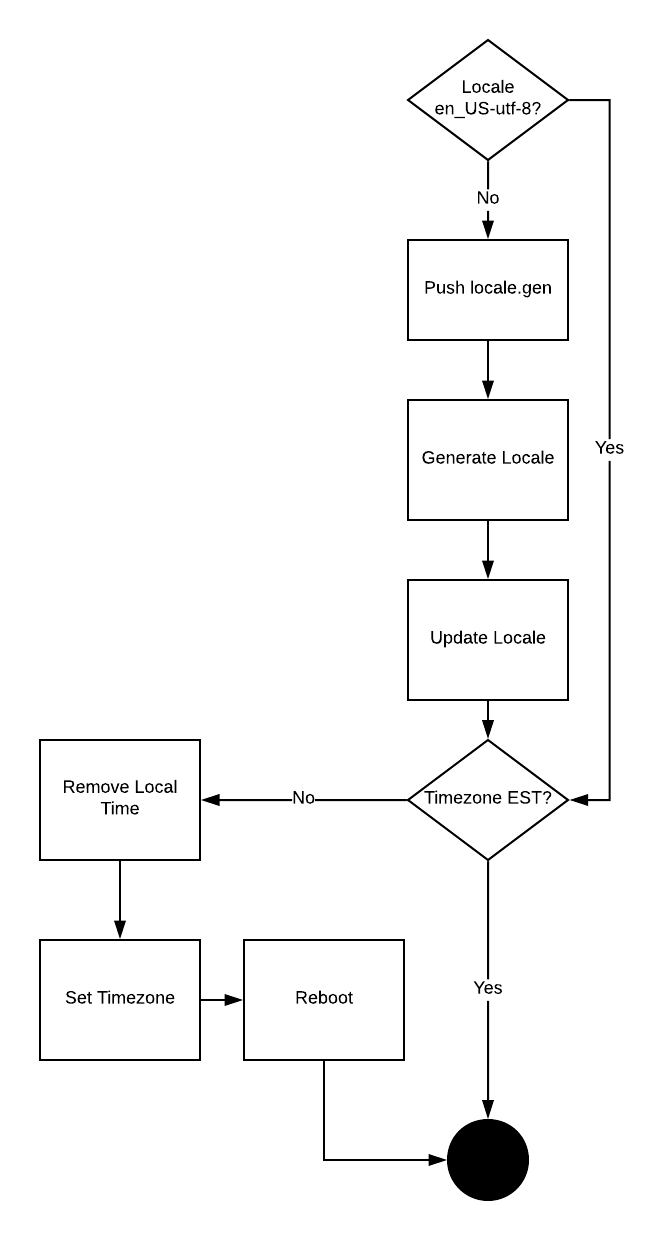 Locale
en_US-utf-8?
No
Push locale.gen
Generate Locale
Yes
Update Locale
Remove Local
Time
No
Timezone EST?
Set Timezone
Reboot
Yes